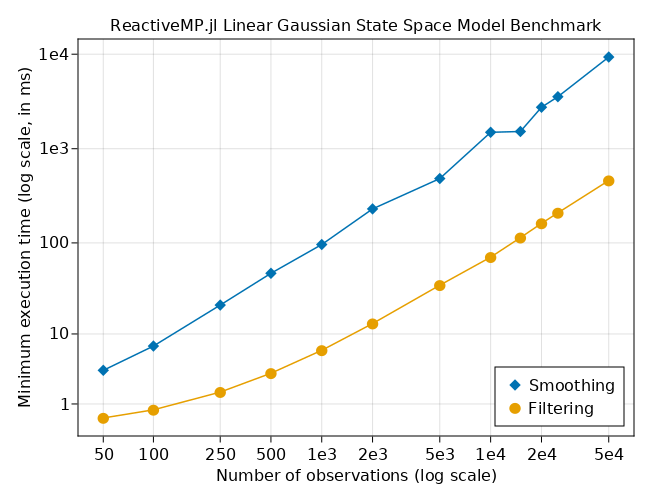 ReactiveMP.jl Linear Gaussian State Space Model Benchmark
Minimum execution time (log scale, in ms)
1e4
1e3
100
10
1
Smoothing
Filtering
50 100 250 500 1e3 2e3 5e3 1e4 2e4 5e4
Number of observations (log scale)